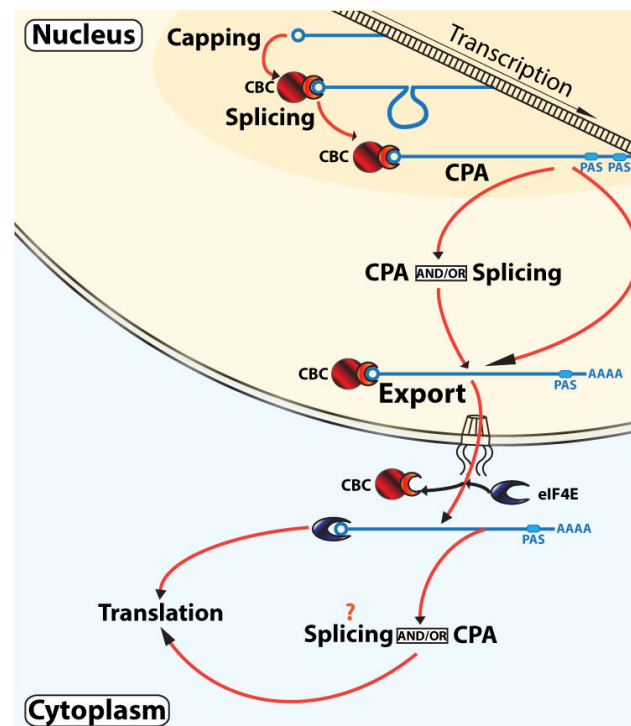 Nucleus
Capping
Transcription
CBC
Splicing
CBC
CPA
PAS PAS
CPA AND/OR Splicing
CBC
AAAA
PAS
Export
CBC
eIF4E
AAAA
PAS
Translation
?
Splicing AND/OR CPA
Cytoplasm